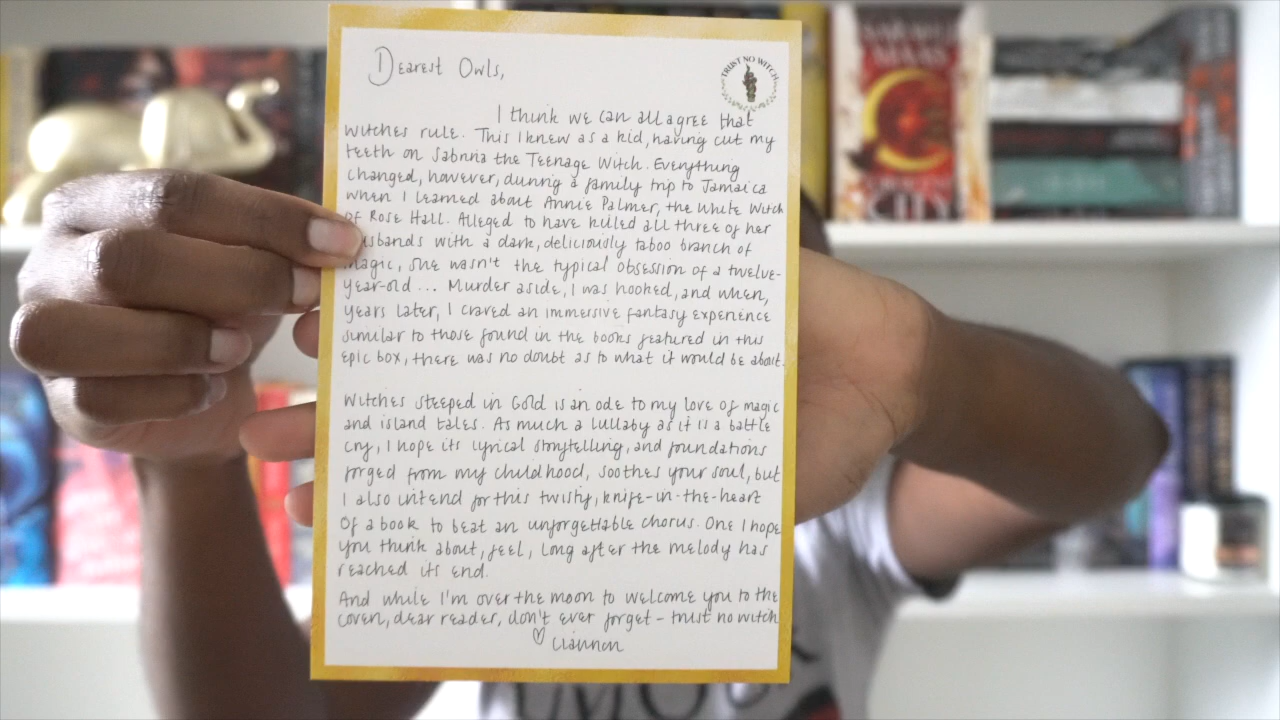 TRUST NO WITCH
Dearest Owls,
I think we can all agree that
witches rule. This I knew as a kid, having cut my
teeth on Sabrina the Teenage Witch. Everything
changed, however, during a family trip to Jamaica
when I learned about Annie Palmer, the White Witch
of Rose Hall. Alleged to have killed all three of her
usbands with a dark, deliciously taboo branch of
magic, she wasn't the typical obsession of a twelve-
year-old ... Murder aside, I was hooked, and when,
years later, I craved an immersive fantasy experience
similar to those found in the books featured in this
epic box, there was no doubt as to what it would be about.
Witches Steeped in Gold is an ode to my love of magic
and island tales. As much a lullaby as it is a battle
cry, I hope its lyrical storytelling, and foundations
forged from my childhood, soothes your soul, but
I also intend for this twisty, knife-in-the-heart
Of a book to beat an unforgettable chorus. One I hope
you think about, feel, long after the melody has
reached its end.
And while I'm over the moon to welcome you to the
coven, dear reader, don't ever forget - trust no witch
Ciannon
MAAS
CITY